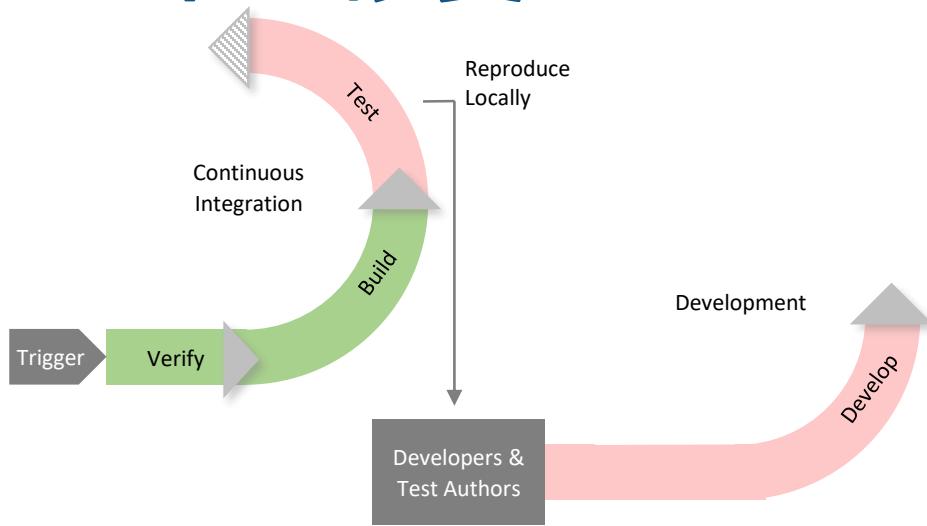 Reproduce
Locally
Test
Continuous
Integration
Build
Development
Trigger
Verify
Develop
Developers &
Test Authors